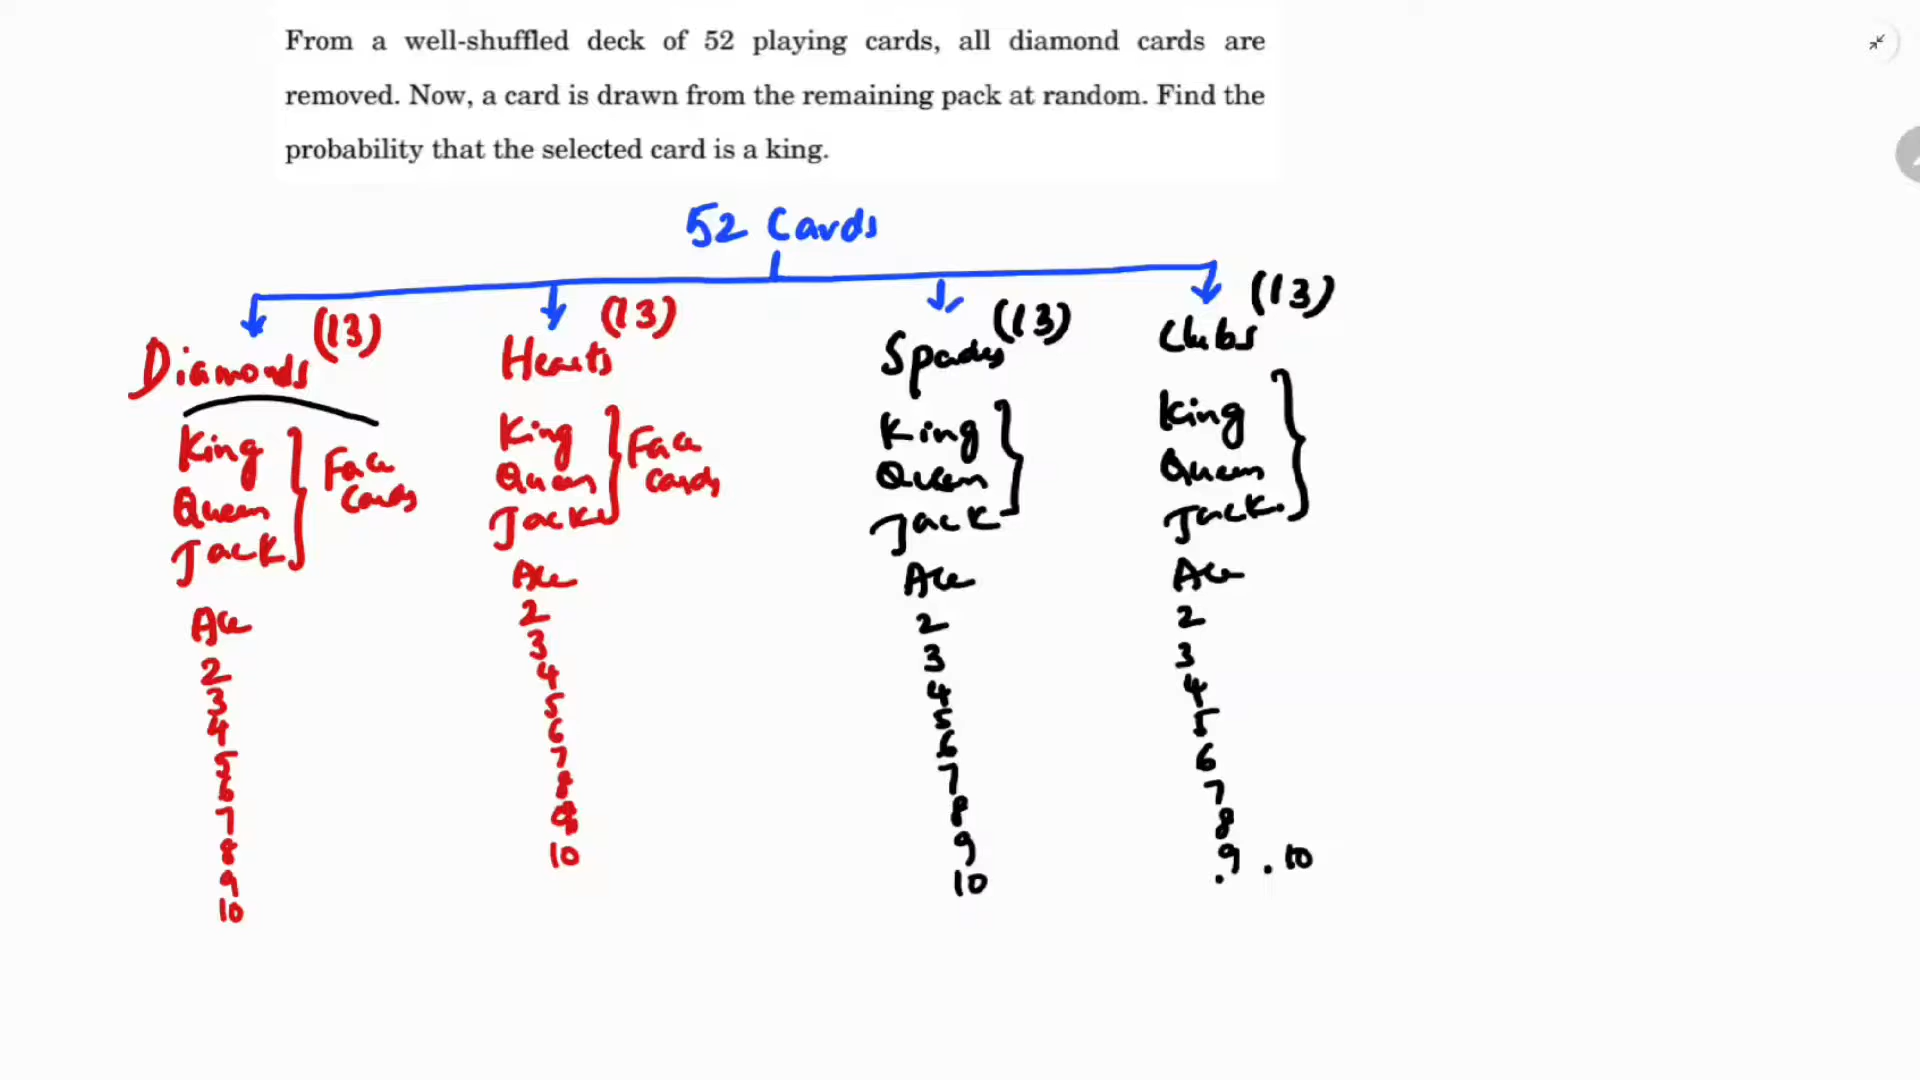 From a well-shuffled deck of 52 playing cards, all diamond cards are
removed. Now, a card is drawn from the remaining pack at random. Find the
probability that the selected card is a king.
52 Cards
Diamonds (13)
King
Queen
Jack
Face
cards
Ace
2
3
4
5
6
7
8
9
10
Hearts (13)
King
Queen
Jack
Face
cards
Ace
2
3
4
5
6
7
8
9
10
Spades (13)
King
Queen
Jack
Ace
2
3
4
5
6
7
8
9
10
Clubs (13)
King
Queen
Jack
Ace
2
3
4
5
6
7
8
9 . 10